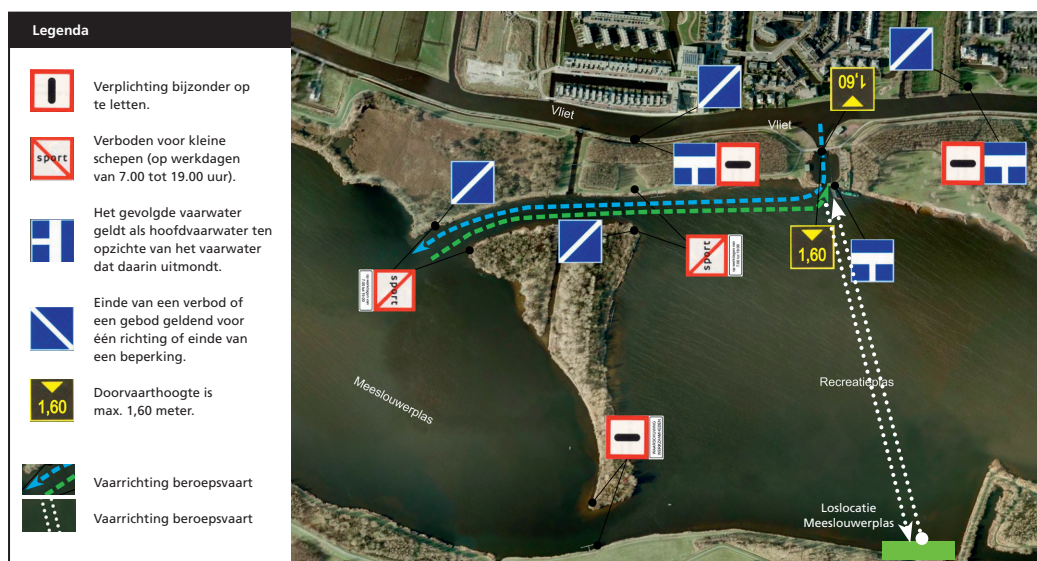 Legenda
Verplichting bijzonder op
te letten.
sport
Verboden voor kleine
schepen (op werkdagen
van 7.00 tot 19.00 uur).
Het gevolgde vaarwater
geldt als hoofdvaarwater ten
opzichte van het vaarwater
dat daarin uitmondt.
Einde van een verbod of
een gebod geldend voor
één richting of einde van
een beperking.
1,60
Doorvaarthoogte is
max. 1,60 meter.
Vaarrichting beroepsvaart
Vaarrichting beroepsvaart
Vliet
Vliet
1,60
1,60
sport
sport
Meeslouwerplas
Recreatieplas
Loslocatie
Meeslouwerplas